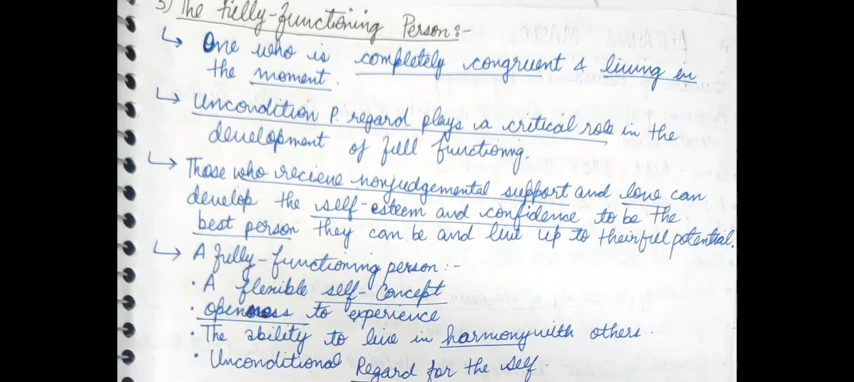 5) The Fully-functioning Person:-
↳ One who is completely congruent & living in
the moment.
↳ Uncondition P. regard plays a critical role in the
development of full functioning.
↳ Those who recieve nonjudgemental support and love can
develop the self-esteem and confidence to be the
best person they can be and live up to their full potential.
↳ A fully-functioning person:-
• A flexible self-concept
• openness to experience
• The ability to live in harmony with others.
• Unconditional Regard for the self.